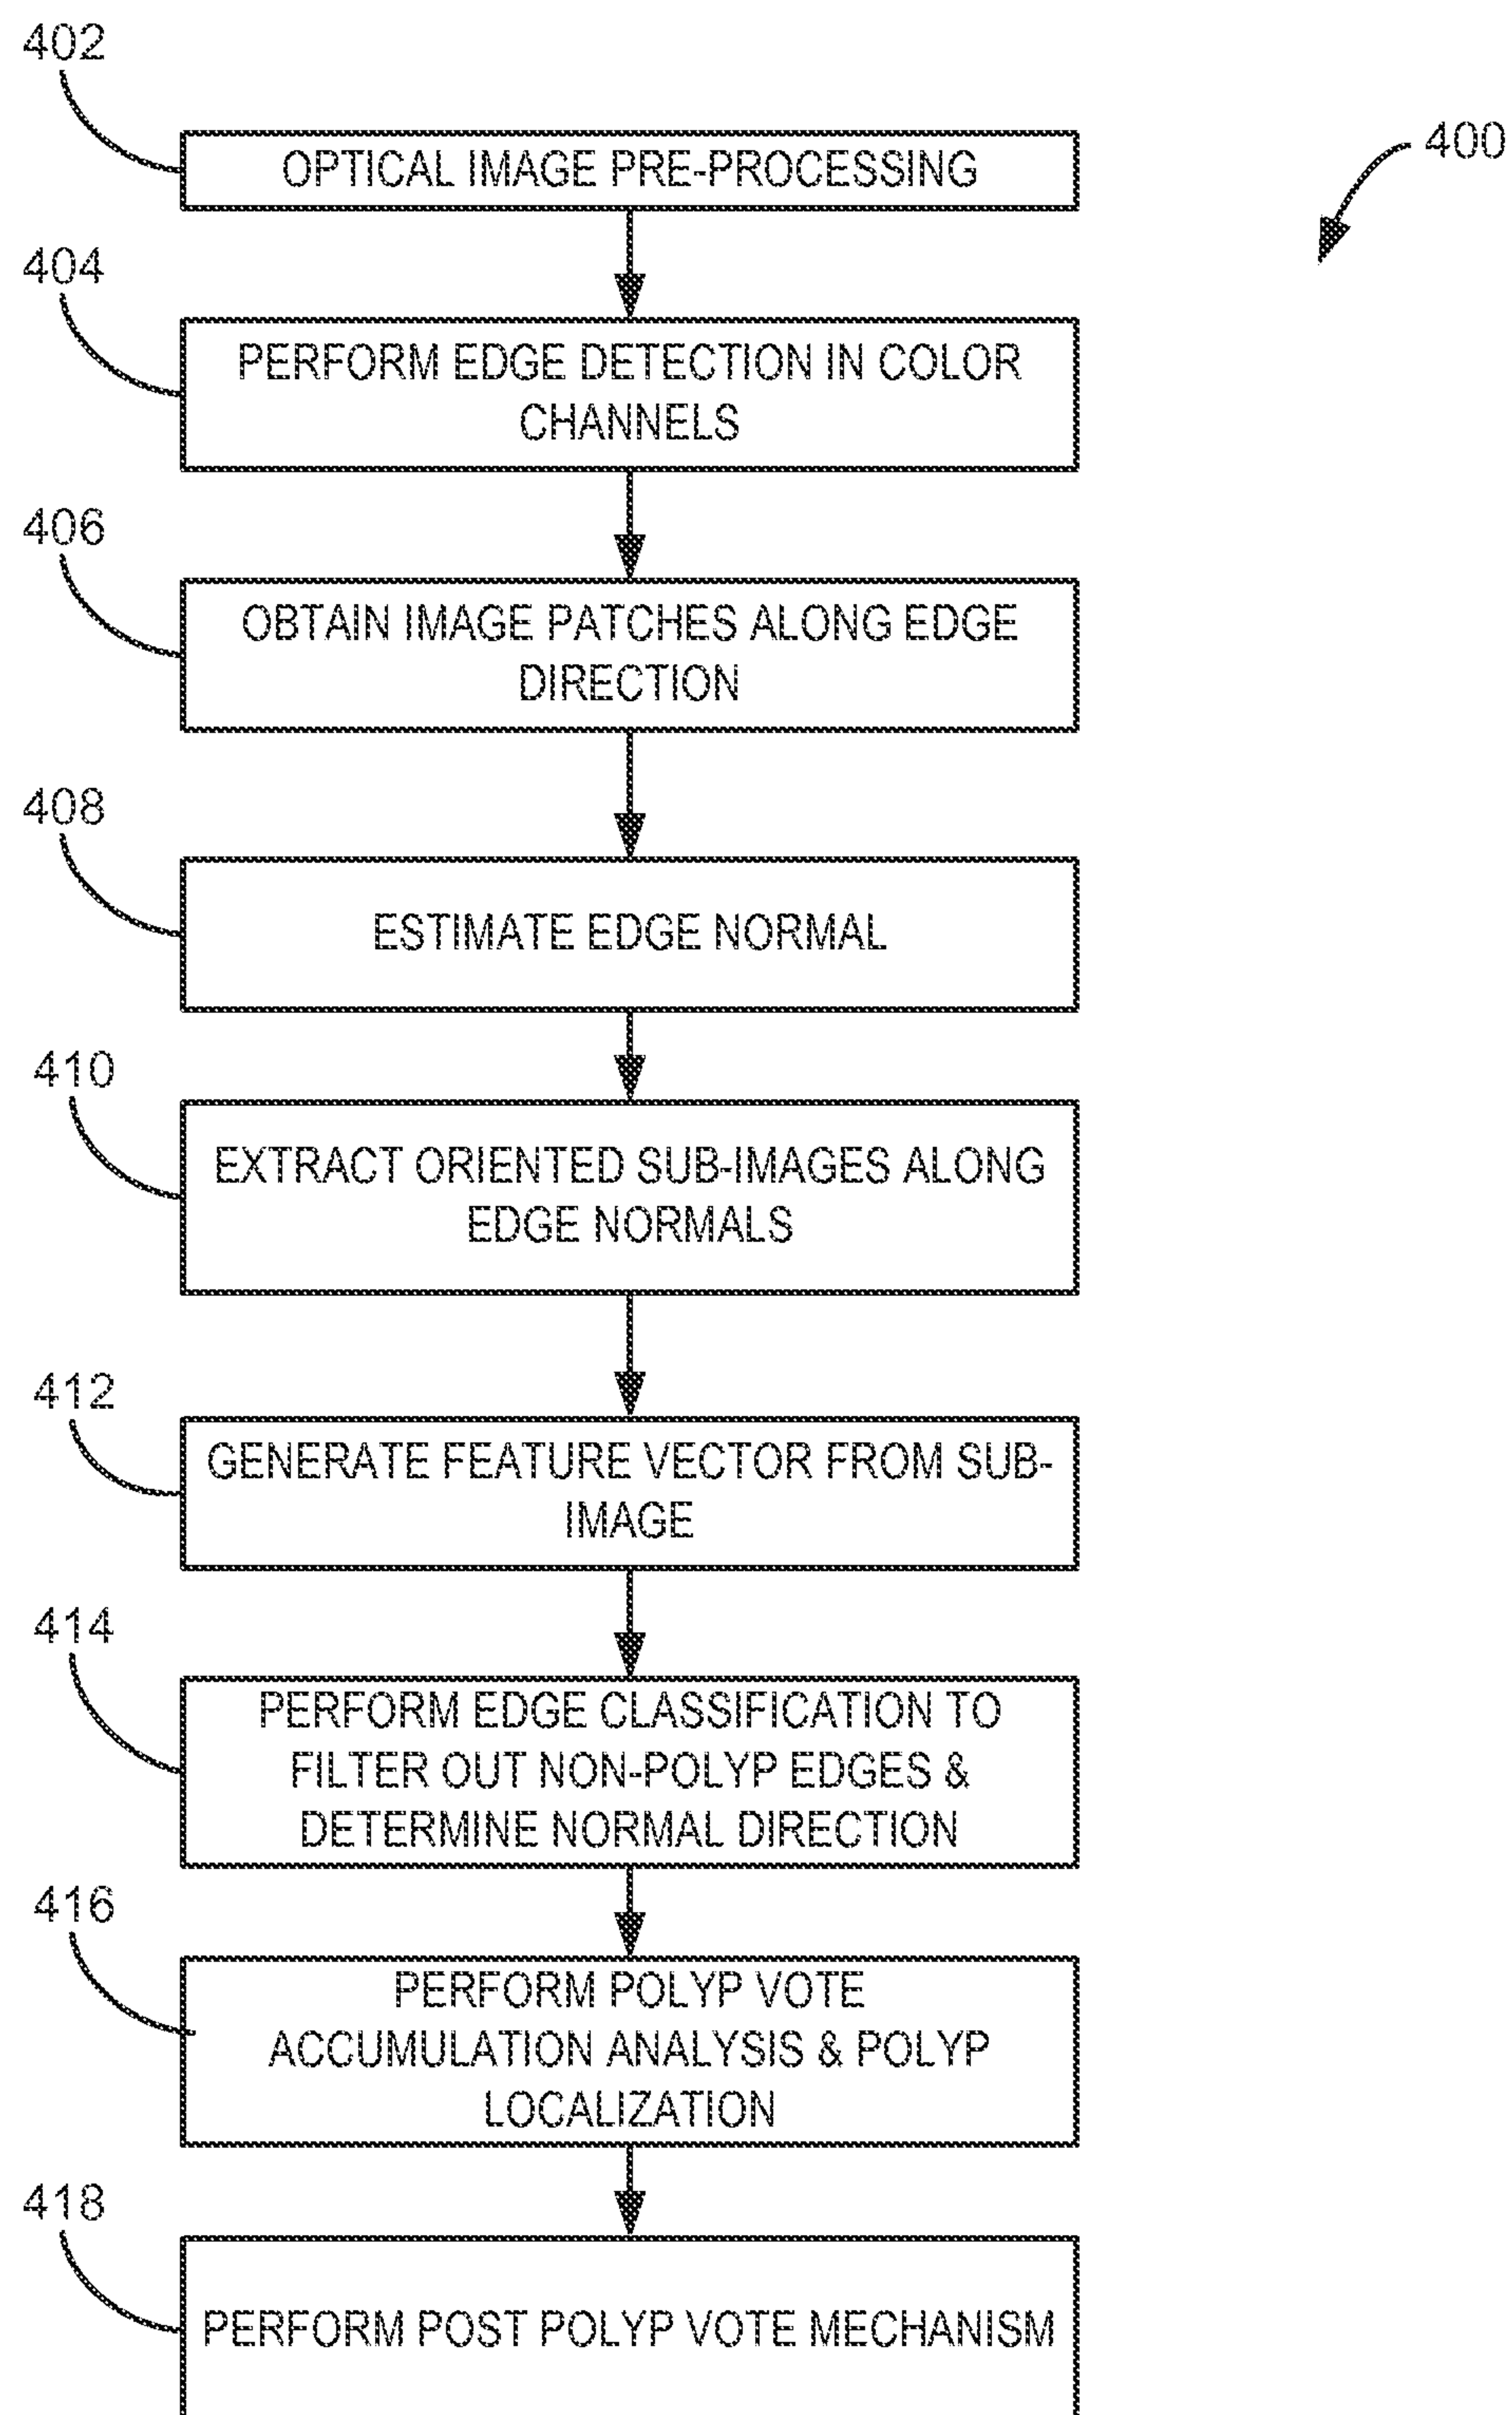 402
OPTICAL IMAGE PRE-PROCESSING
400
404
PERFORM EDGE DETECTION IN COLOR
CHANNELS
406
OBTAIN IMAGE PATCHES ALONG EDGE
DIRECTION
408
ESTIMATE EDGE NORMAL
410
EXTRACT ORIENTED SUB-IMAGES ALONG
EDGE NORMALS
412
GENERATE FEATURE VECTOR FROM SUB-
IMAGE
414
PERFORM EDGE CLASSIFICATION TO
FILTER OUT NON-POLYP EDGES &
DETERMINE NORMAL DIRECTION
416
PERFORM POLYP VOTE
ACCUMULATION ANALYSIS & POLYP
LOCALIZATION
418
PERFORM POST POLYP VOTE MECHANISM